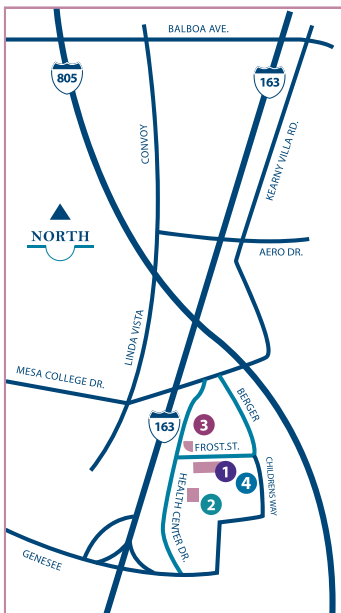 BALBOA AVE.
805
163
CONVOY
KEARNY VILLA RD.
NORTH
AERO DR.
LINDA VISTA
MESA COLLEGE DR.
BERGER
163
3
FROST.ST.
1
CHILDRENS WAY
4
HEALTH CENTER DR.
2
GENESEE